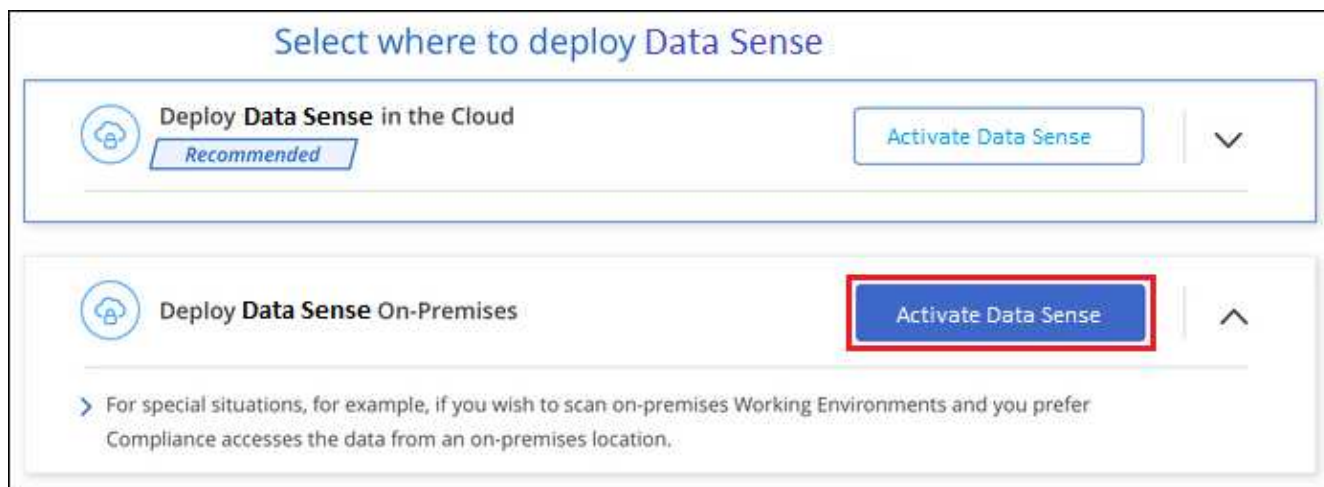 Select where to deploy Data Sense
Deploy Data Sense in the Cloud
Recommended
Activate Data Sense
Deploy Data Sense On-Premises
Activate Data Sense
For special situations, for example, if you wish to scan on-premises Working Environments and you prefer
Compliance accesses the data from an on-premises location.